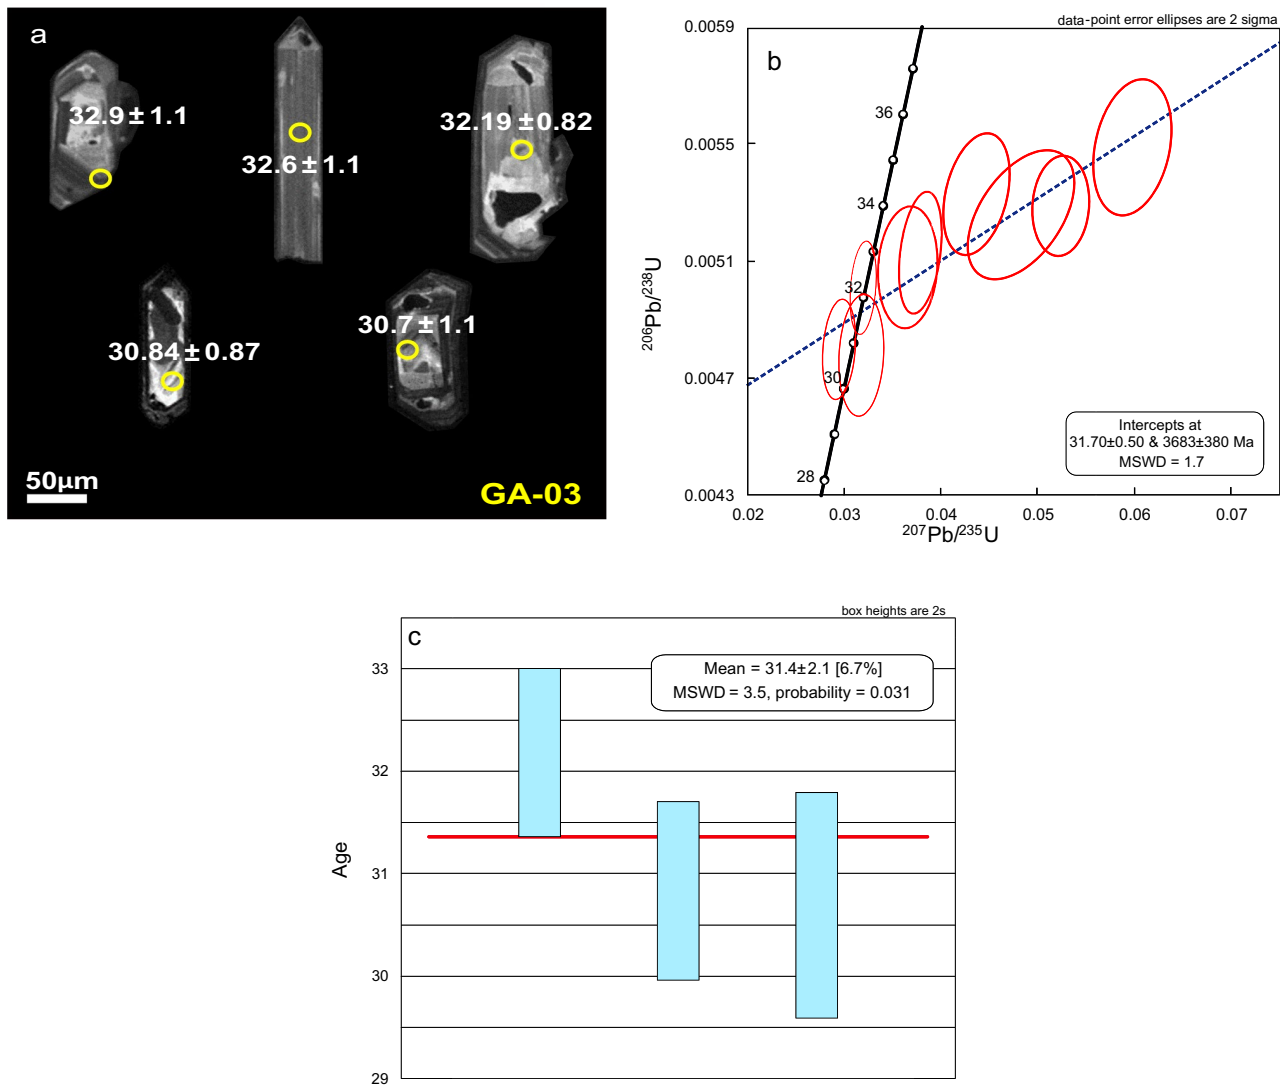 a
32.9 ± 1.1
32.6 ± 1.1
32.19 ± 0.82
30.84 ± 0.87
30.7 ± 1.1
50µm
GA-03
data-point error ellipses are 2 sigma
b
0.0059
0.0055
0.0051
0.0047
0.0043
206Pb/238U
36
34
32
30
28
Intercepts at
31.70±0.50 & 3683±380 Ma
MSWD = 1.7
0.02 0.03 0.04 0.05 0.06 0.07
207Pb/235U
box heights are 2s
c
Mean = 31.4±2.1 [6.7%]
MSWD = 3.5, probability = 0.031
33
32
31
30
29
Age